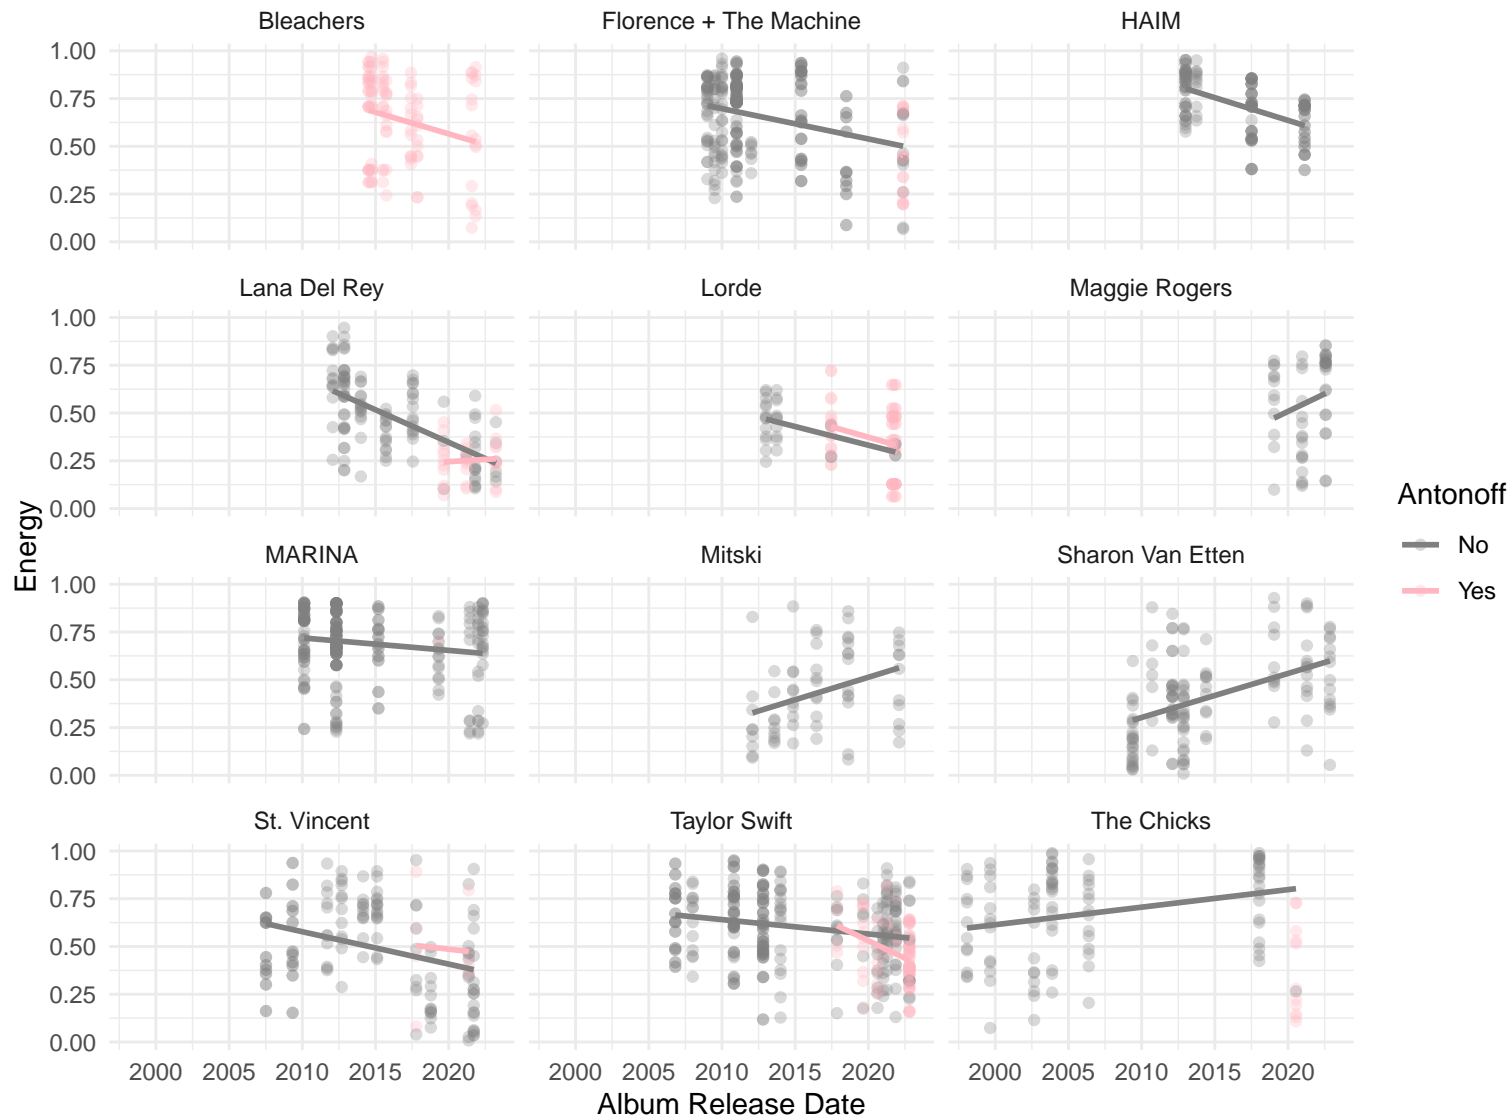 Bleachers Florence + The Machine HAIM
1.00
0.75
0.50
0.25
0.00
Lana Del Rey Lorde Maggie Rogers
1.00
0.75
0.50
0.25
0.00
MARINA Mitski Sharon Van Etten
1.00
0.75
0.50
0.25
0.00
St. Vincent Taylor Swift The Chicks
1.00
0.75
0.50
0.25
0.00
2000 2005 2010 2015 2020 2000 2005 2010 2015 2020 2000 2005 2010 2015 2020
Album Release Date
Energy
Antonoff
No
Yes